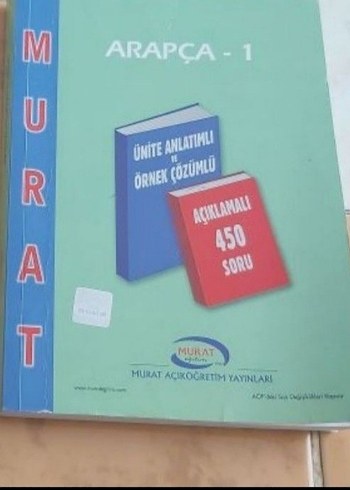 MURAT
ARAPÇA - 1
ÜNİTE ANLATIMLI
ve
ÖRNEK ÇÖZÜMLÜ
AÇIKLAMALI
450
SORU
MURAT
MURAT AÇIKÖĞRETİM YAYINLARI